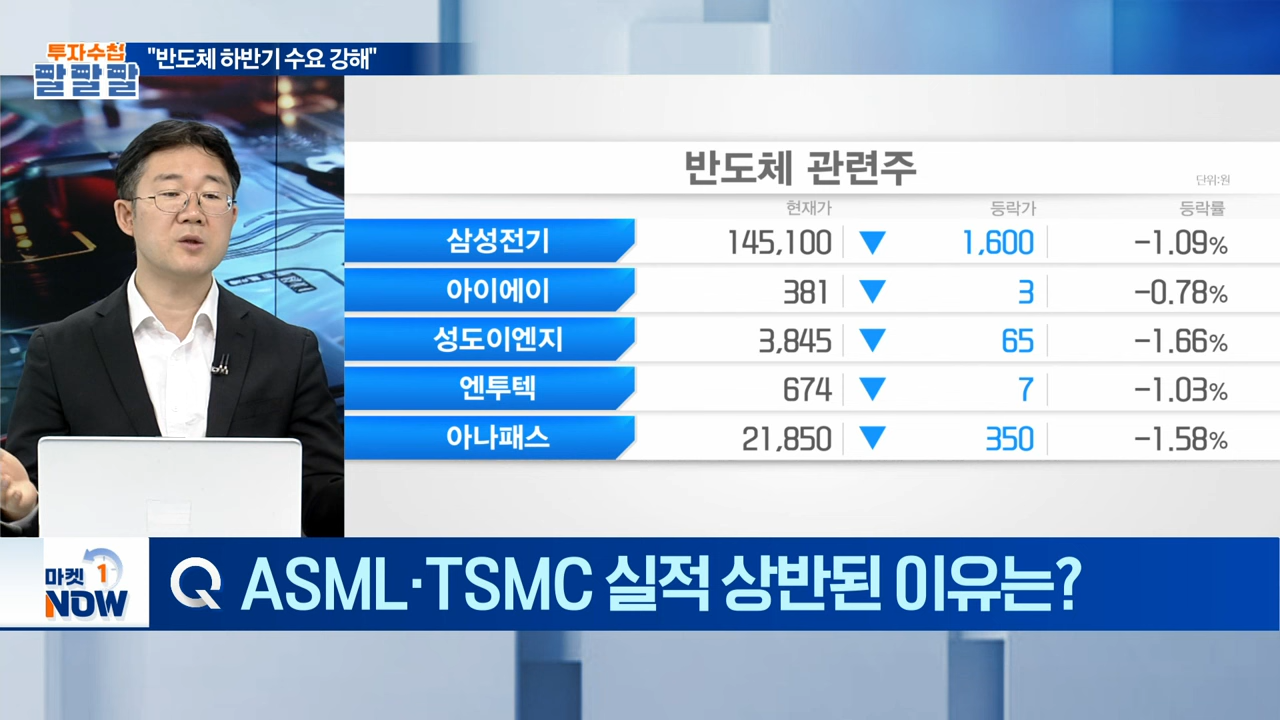 투자수첩
팔팔팔
"반도체 하반기 수요 강해"
반도체 관련주
단위:원
현재가 등락가 등락률
삼성전기 145,100 ▼ 1,600 -1.09%
아이에이 381 ▼ 3 -0.78%
성도이엔지 3,845 ▼ 65 -1.66%
엔투텍 674 ▼ 7 -1.03%
아나패스 21,850 ▼ 350 -1.58%
마켓 1
NOW
Q ASML·TSMC 실적 상반된 이유는?